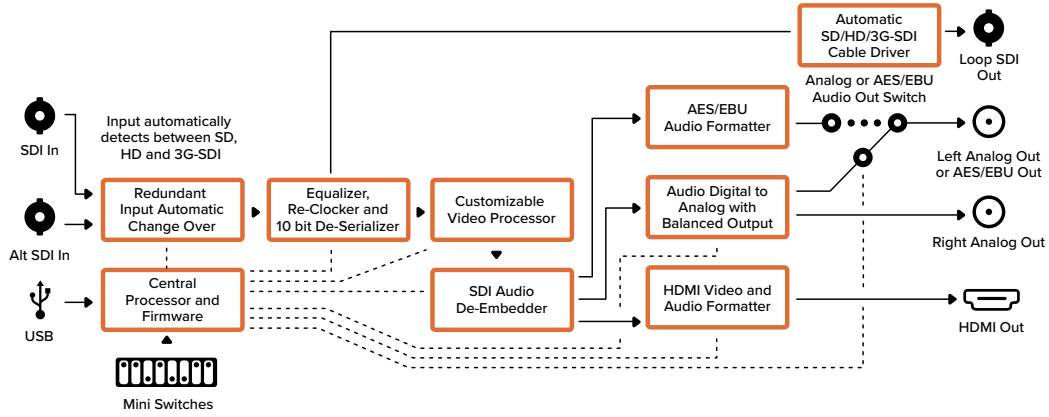 Automatic
SD/HD/3G-SDI
Cable Driver
Loop SDI
Out
Analog or AES/EBU
Audio Out Switch
SDI In
Input automatically
detects between SD,
HD and 3G-SDI
AES/EBU
Audio Formatter
Left Analog Out
or AES/EBU Out
Alt SDI In
Redundant
Input Automatic
Change Over
Equalizer,
Re-Clocker and
10 bit De-Serializer
Customizable
Video Processor
Audio Digital to
Analog with
Balanced Output
Right Analog Out
USB
Central
Processor and
Firmware
SDI Audio
De-Embedder
HDMI Video and
Audio Formatter
HDMI Out
Mini Switches